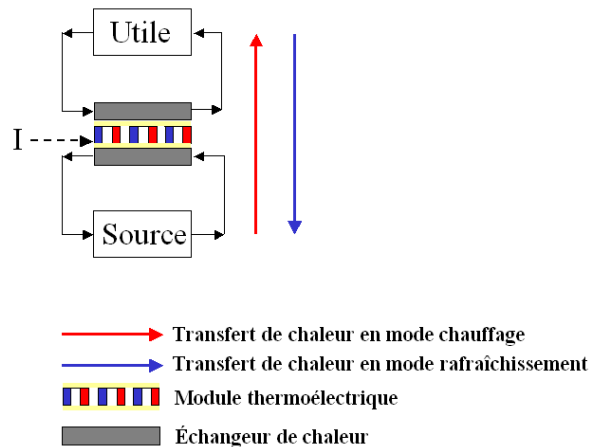 Utile
I
Source
Transfert de chaleur en mode chauffage
Transfert de chaleur en mode rafraîchissement
Module thermoélectrique
Échangeur de chaleur